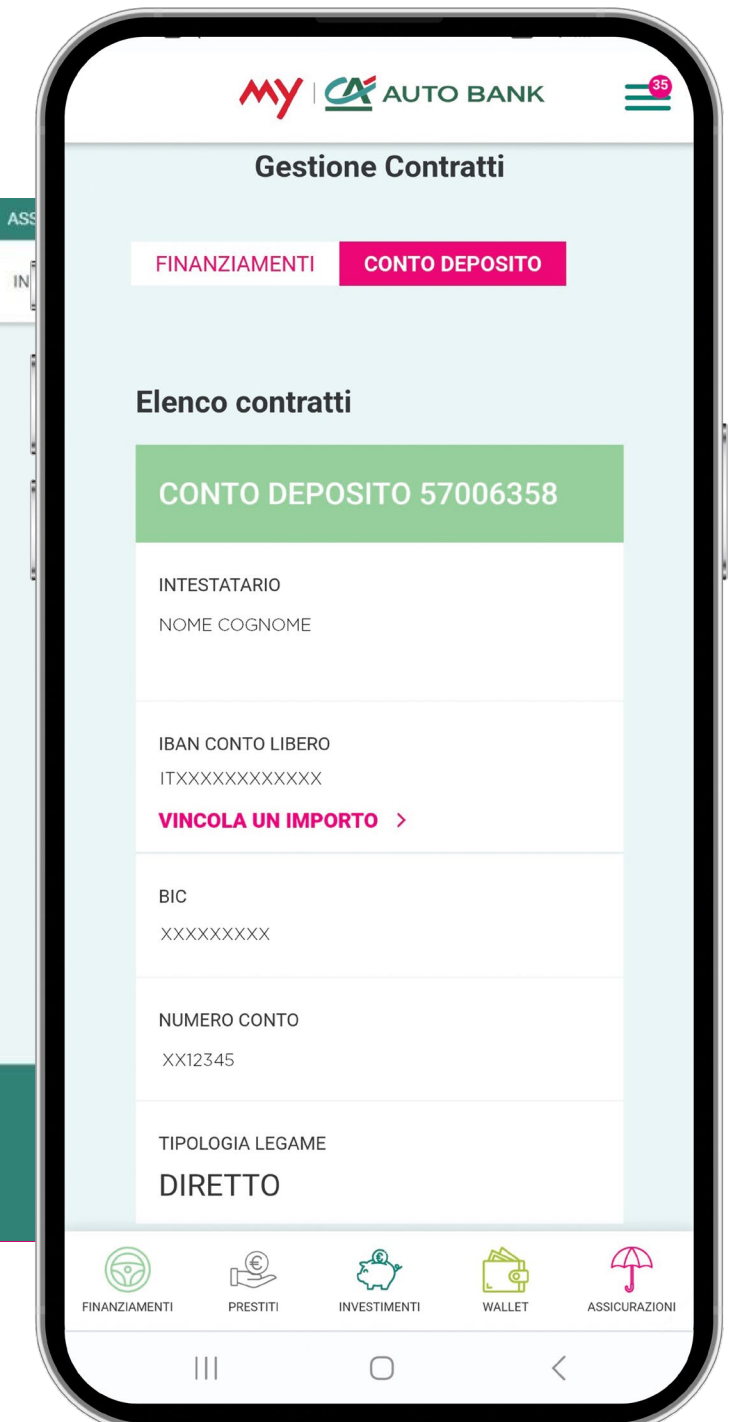 MY | CA AUTO BANK
35
Gestione Contratti
ASS
IN
FINANZIAMENTI
CONTO DEPOSITO
Elenco contratti
CONTO DEPOSITO 57006358
INTESTATARIO
NOME COGNOME
IBAN CONTO LIBERO
ITXXXXXXXXXXXX
VINCOLA UN IMPORTO >
BIC
XXXXXXXXX
NUMERO CONTO
XX12345
TIPOLOGIA LEGAME
DIRETTO
FINANZIAMENTI
PRESTITI
INVESTIMENTI
WALLET
ASSICURAZIONI